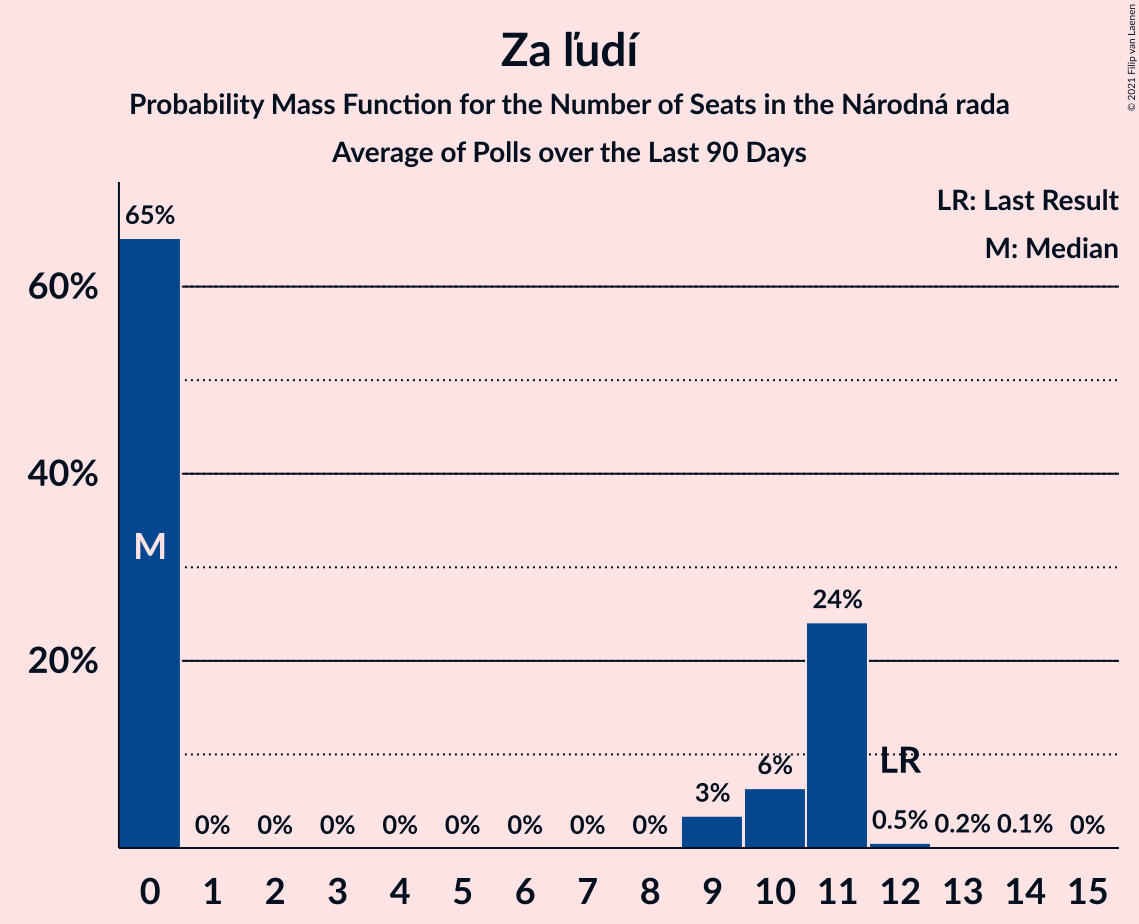 Za ľudí
Probability Mass Function for the Number of Seats in the Národná rada
Average of Polls over the Last 90 Days
© 2021 Filip van Laenen
LR: Last Result
M: Median
65%
60%
40%
M
24%
20%
LR
6%
3%
0% 0% 0% 0% 0% 0% 0% 0% 0.5% 0.2% 0.1% 0%
0 1 2 3 4 5 6 7 8 9 10 11 12 13 14 15